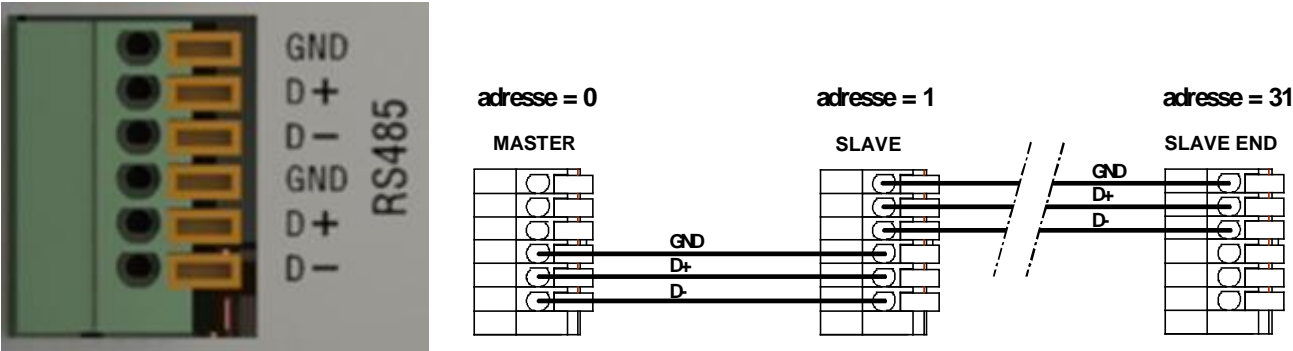 GND
D+
D-
GND
D+
D-
RS485
adresse = 0
MASTER
adresse = 1
SLAVE
adresse = 31
SLAVE END
GND
D+
D-
GND
D+
D-